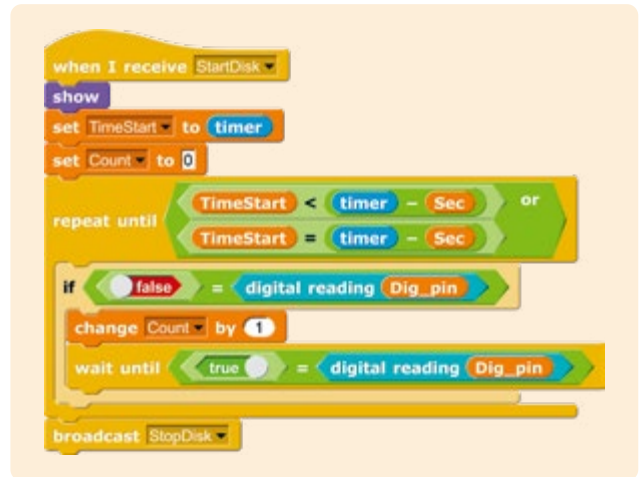 when I receive StartDisk
show
set TimeStart to timer
set Count to 0
repeat until TimeStart < timer - Sec or
TimeStart = timer - Sec
if false = digital reading Dig_pin
change Count by 1
wait until true = digital reading Dig_pin
broadcast StopDisk